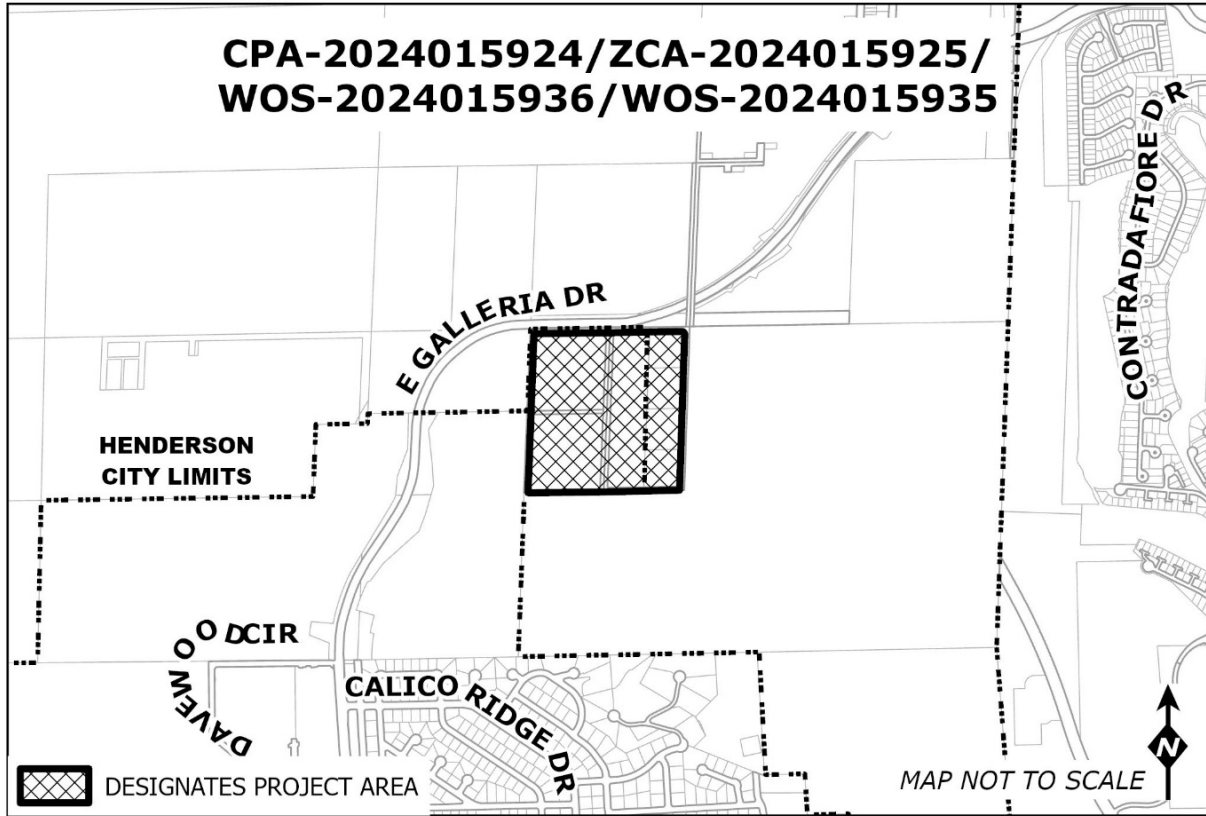 CPA-2024015924/ZCA-2024015925/
WOS-2024015936/WOS-2024015935
CONTRADA FIORE DR
E GALLERIA DR
HENDERSON
CITY LIMITS
DAVEWOOD CIR
CALICO RIDGE DR
DESIGNATES PROJECT AREA
MAP NOT TO SCALE
N